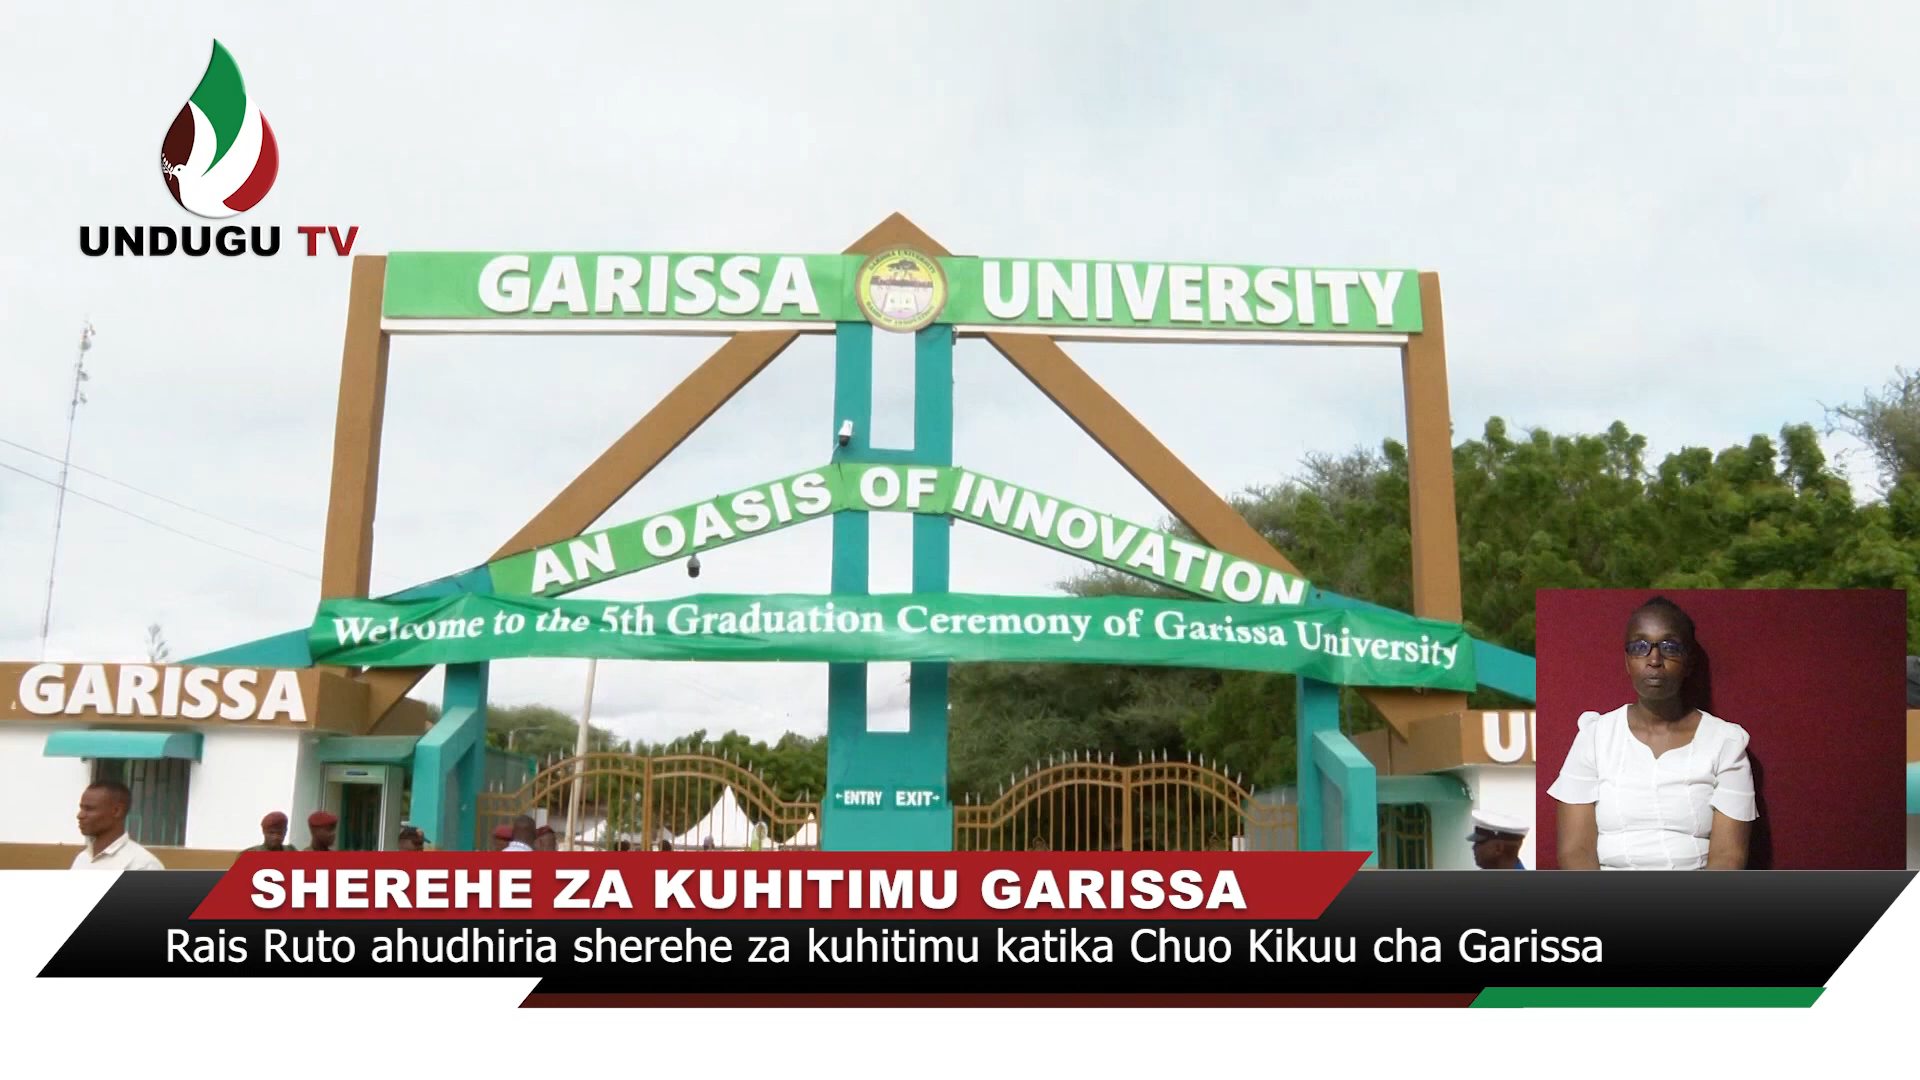 UNDUGU TV
GARISSA UNIVERSITY
AN OASIS OF INNOVATION
Welcome to the 5th Graduation Ceremony of Garissa University
GARISSA
←ENTRY EXIT→
SHEREHE ZA KUHITIMU GARISSA
Rais Ruto ahudhiria sherehe za kuhitimu katika Chuo Kikuu cha Garissa